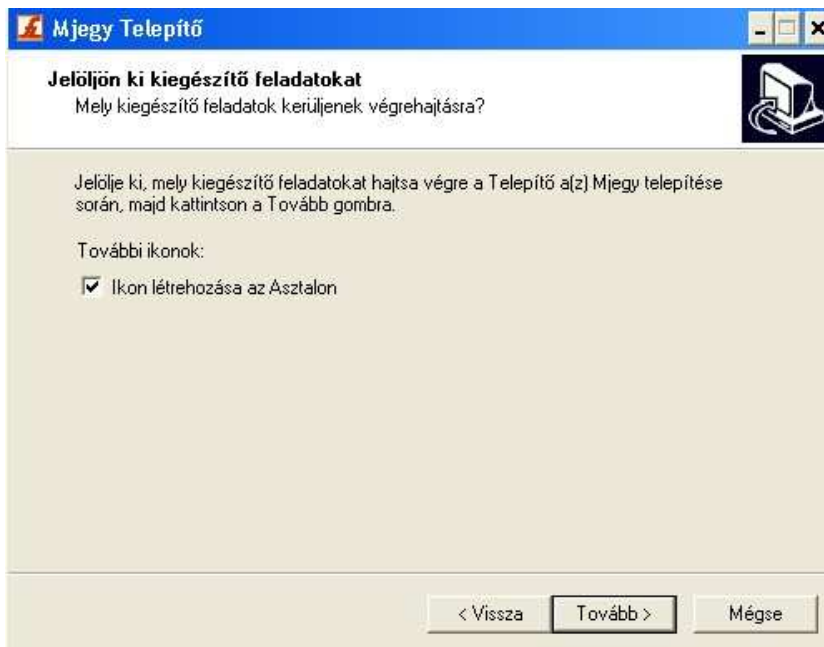 Mjegy Telepítő
Jelöljön ki kiegészítő feladatokat
Mely kiegészítő feladatok kerüljenek végrehajtásra?
Jelölje ki, mely kiegészítő feladatokat hajtsa végre a Telepítő a(z) Mjegy telepítése
során, majd kattintson a Tovább gombra.
További ikonok:
Ikon létrehozása az Asztalon
< Vissza Tovább > Mégse